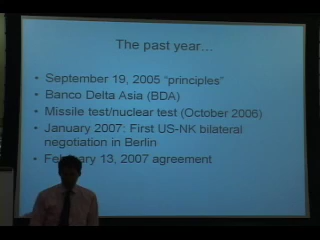 The past year...
• September 19, 2005 “principles”
• Banco Delta Asia (BDA)
• Missile test/nuclear test (October 2006)
• January 2007: First US-NK bilateral
negotiation in Berlin
• February 13, 2007 agreement